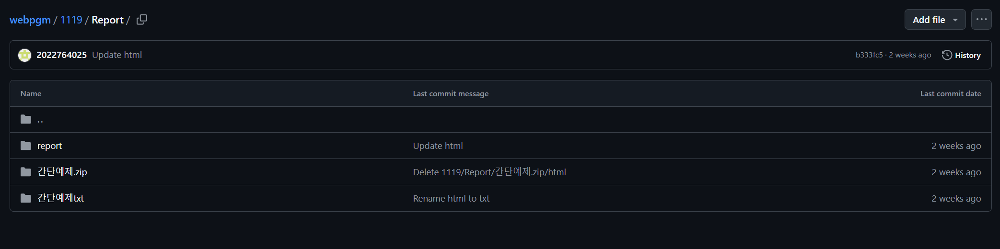 webpgm / 1119 / Report /
Add file
2022764025 Update html
b333fc5 · 2 weeks ago
History
Name Last commit message Last commit date
..
report Update html 2 weeks ago
간단예제.zip Delete 1119/Report/간단예제.zip/html 2 weeks ago
간단예제txt Rename html to txt 2 weeks ago